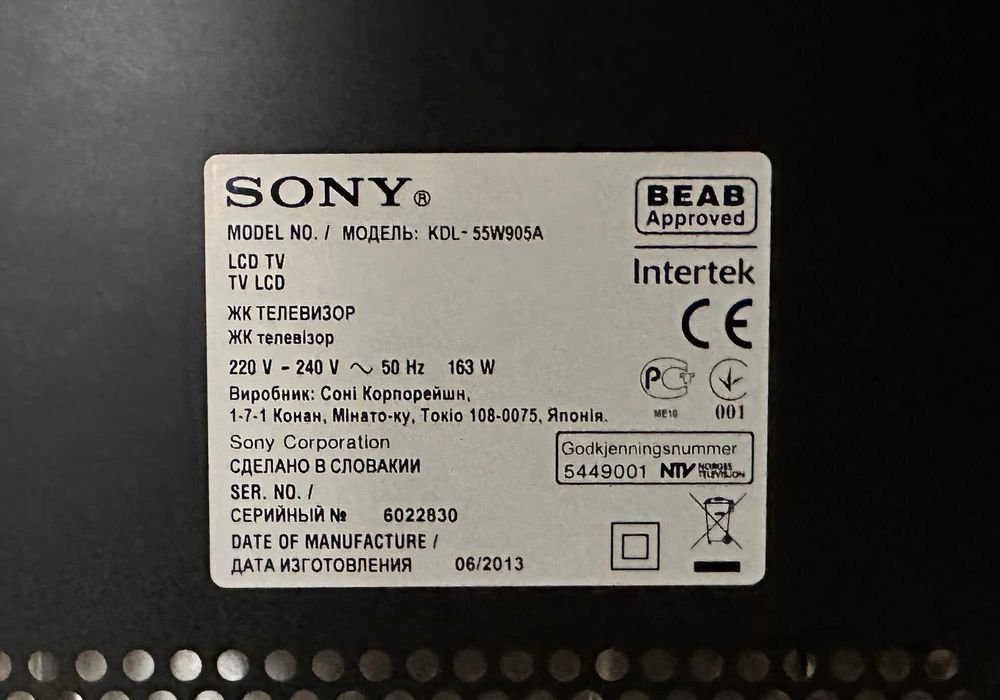 SONY®
MODEL NO. / МОДЕЛЬ: KDL-55W905A
LCD TV
TV LCD
ЖК ТЕЛЕВИЗОР
ЖК телевізор
220 V - 240 V ~ 50 Hz 163 W
Виробник: Соні Корпорейшн,
1-7-1 Конан, Мінато-ку, Токіо 108-0075, Японія.
Sony Corporation
СДЕЛАНО В СЛОВАКИИ
SER. NO. /
СЕРИЙНЫЙ № 6022830
DATE OF MANUFACTURE /
ДАТА ИЗГОТОВЛЕНИЯ 06/2013
BEAB
Approved
Intertek
CE
РСТ
ME10
001
Godkjenningsnummer
5449001 NTV NORGES
TELEVISJON